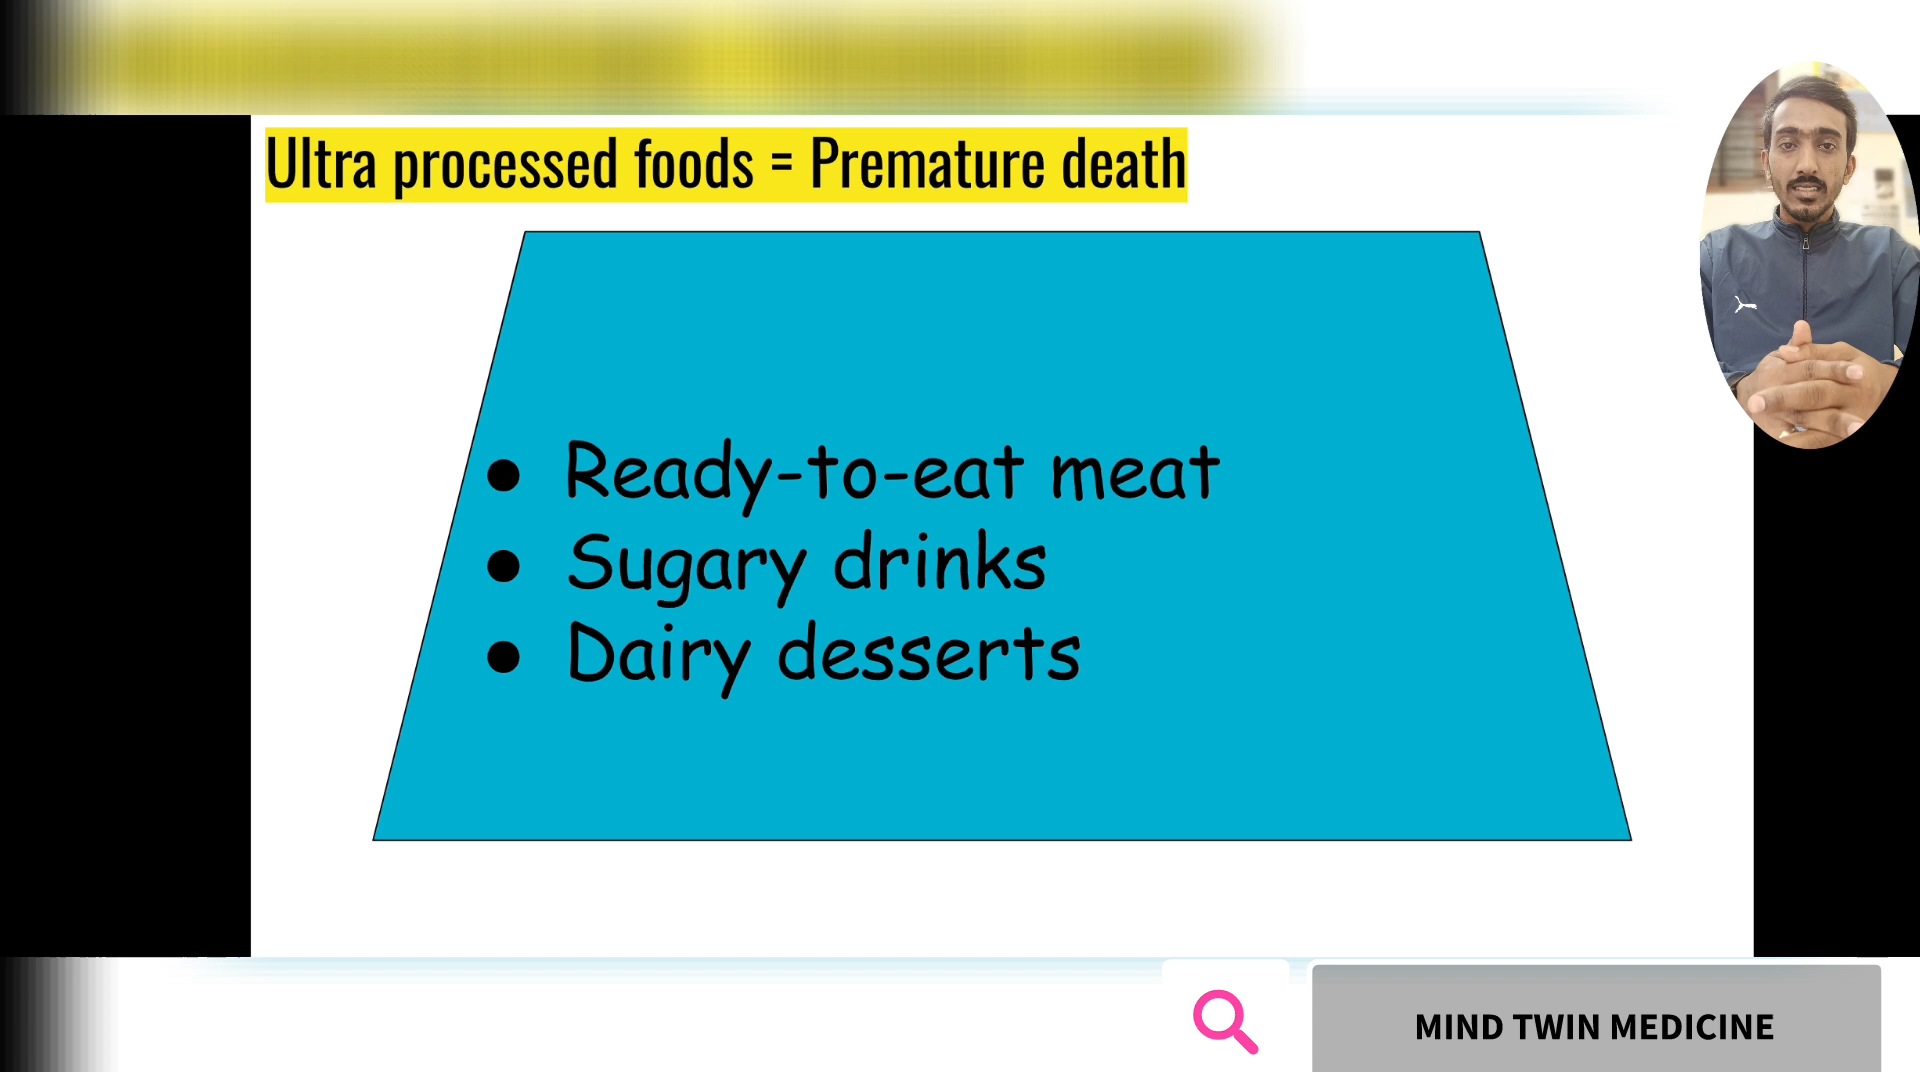 Ultra processed foods = Premature death
● Ready-to-eat meat
● Sugary drinks
● Dairy desserts
MIND TWIN MEDICINE